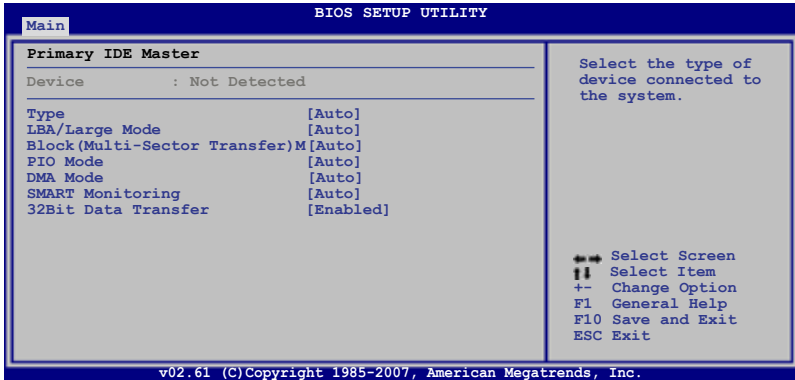 BIOS SETUP UTILITY
Main
Primary IDE Master
Device : Not Detected
Type [Auto]
LBA/Large Mode [Auto]
Block(Multi-Sector Transfer)M[Auto]
PIO Mode [Auto]
DMA Mode [Auto]
SMART Monitoring [Auto]
32Bit Data Transfer [Enabled]
Select the type of
device connected to
the system.
←→ Select Screen
↑↓ Select Item
+- Change Option
F1 General Help
F10 Save and Exit
ESC Exit
v02.61 (C)Copyright 1985-2007, American Megatrends, Inc.